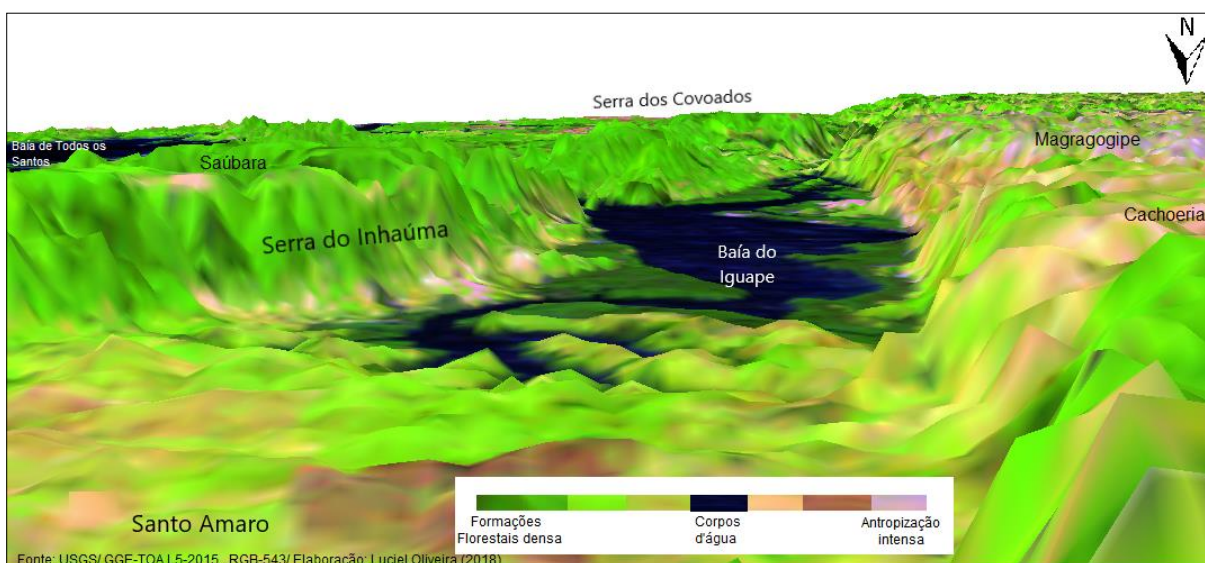 N
Serra dos Covoados
Baía de Todos os
Santos
Saúbara
Magragogipe
Cachoeria
Serra do Inhaúma
Baía do
Iguape
Santo Amaro
Formações
Florestais densa
Corpos
d'água
Antropização
intensa
Fonte: USGS/ GGE-TOA L5-2015, RGB-543/ Elaboração: Luciel Oliveira (2018)